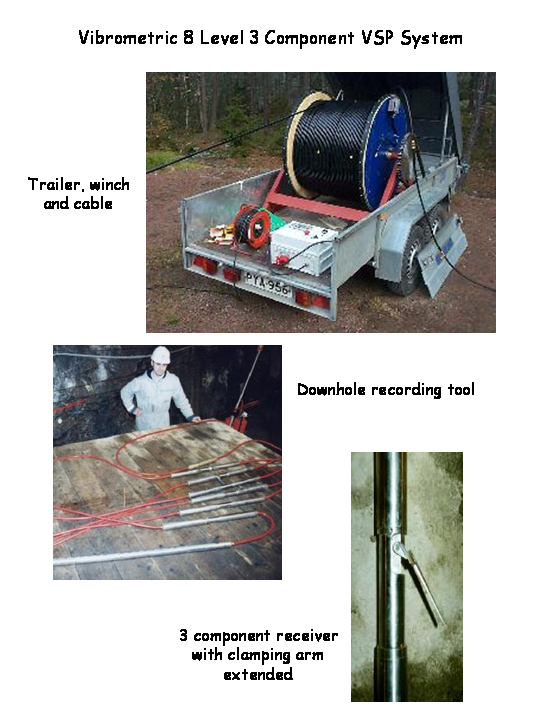 Vibrometric 8 Level 3 Component VSP System
Trailer, winch
and cable
PYA-956
Downhole recording tool
3 component receiver
with clamping arm
extended